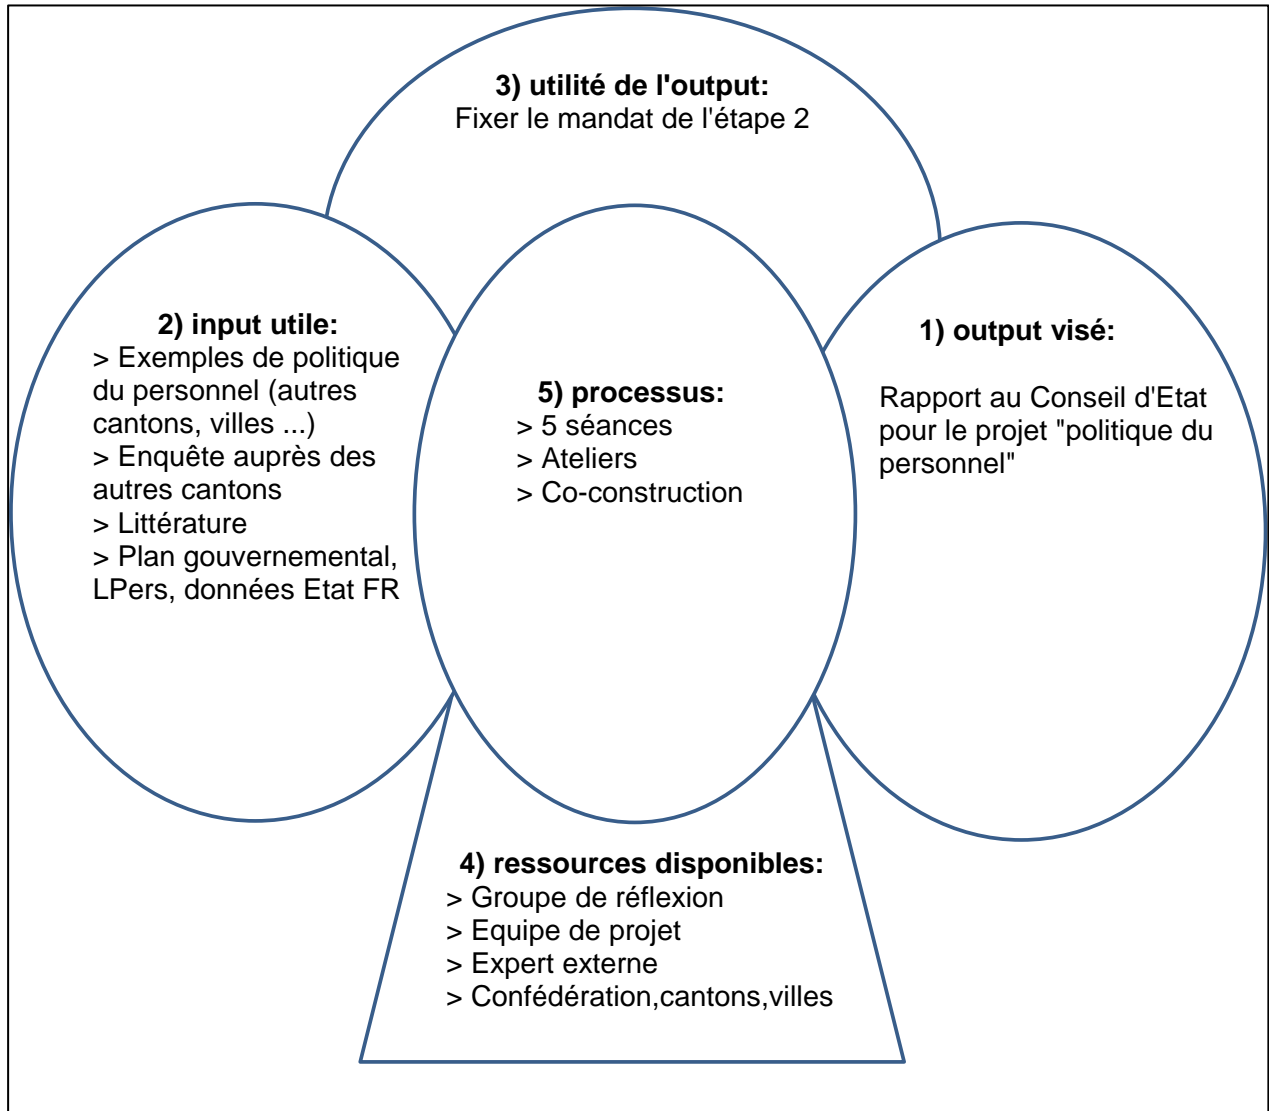 3) utilité de l'output:
Fixer le mandat de l'étape 2
2) input utile:
> Exemples de politique
du personnel (autres
cantons, villes ...)
> Enquête auprès des
autres cantons
> Littérature
> Plan gouvernemental,
LPers, données Etat FR
5) processus:
> 5 séances
> Ateliers
> Co-construction
1) output visé:
Rapport au Conseil d'Etat
pour le projet "politique du
personnel"
4) ressources disponibles:
> Groupe de réflexion
> Equipe de projet
> Expert externe
> Confédération,cantons,villes